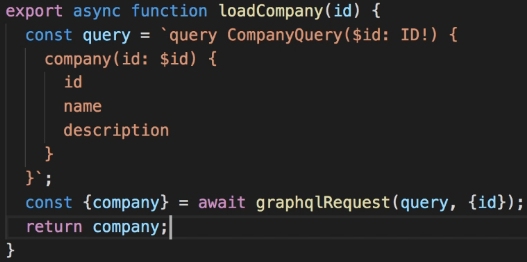 export async function loadCompany(id) {
  const query = `query CompanyQuery($id: ID!) {
    company(id: $id) {
      id
      name
      description
    }
  }`;
  const {company} = await graphqlRequest(query, {id});
  return company;
}